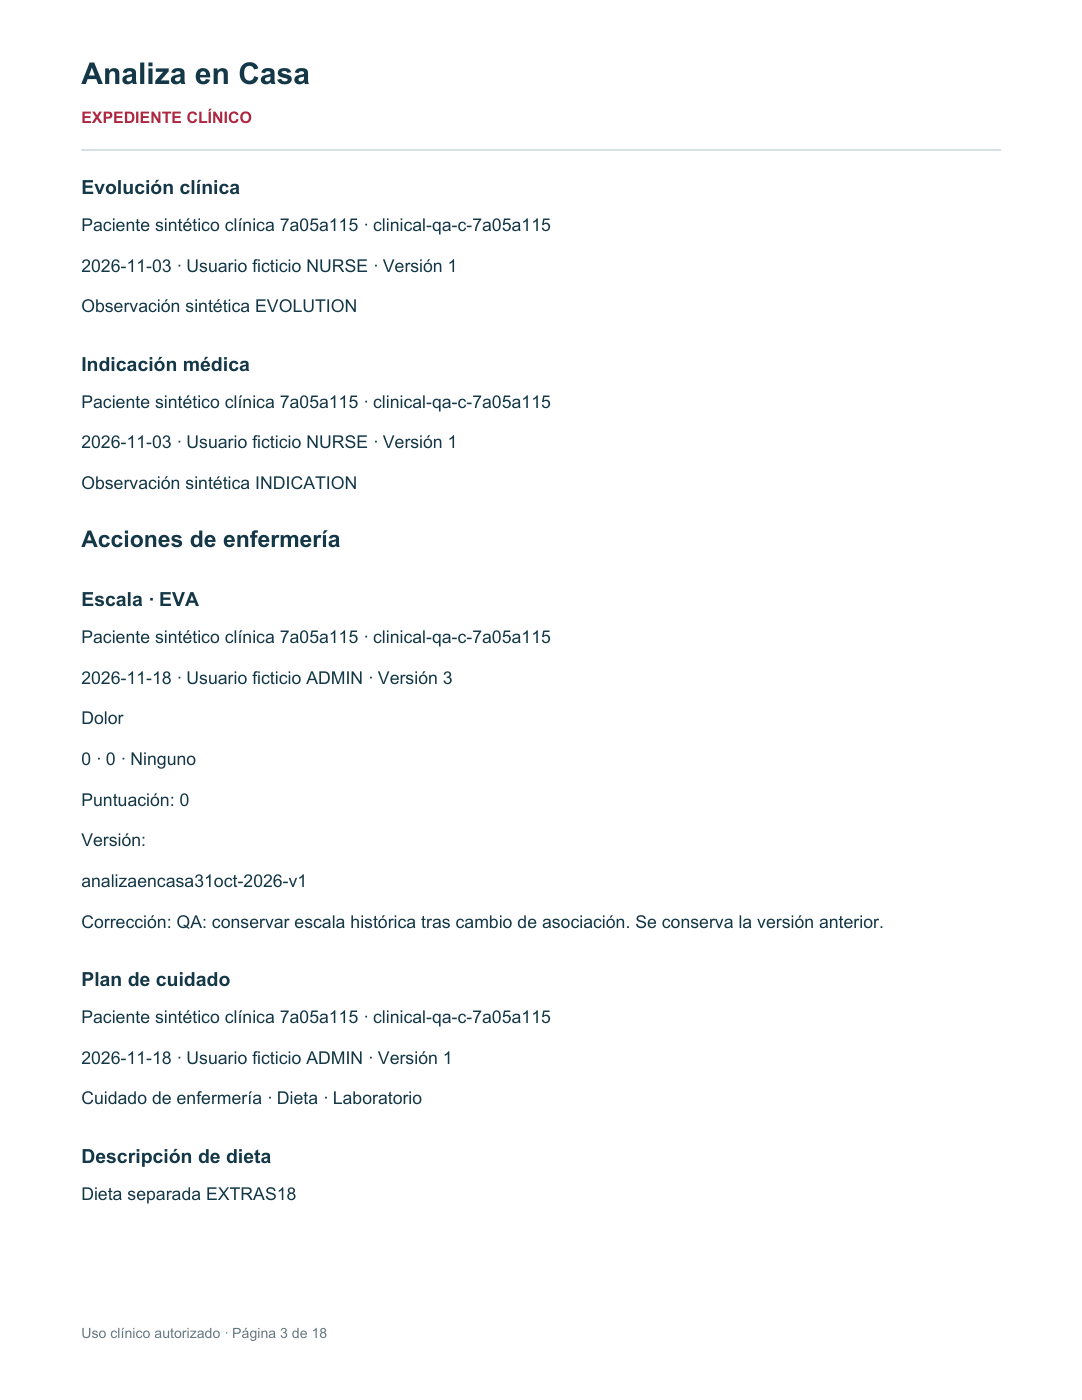 Analiza en Casa
EXPEDIENTE CLÍNICO
Evolución clínica
Paciente sintético clínica 7a05a115 · clinical-qa-c-7a05a115
2026-11-03 · Usuario ficticio NURSE · Versión 1
Observación sintética EVOLUTION
Indicación médica
Paciente sintético clínica 7a05a115 · clinical-qa-c-7a05a115
2026-11-03 · Usuario ficticio NURSE · Versión 1
Observación sintética INDICATION
Acciones de enfermería
Escala · EVA
Paciente sintético clínica 7a05a115 · clinical-qa-c-7a05a115
2026-11-18 · Usuario ficticio ADMIN · Versión 3
Dolor
0 · 0 · Ninguno
Puntuación: 0
Versión:
analizaencasa31oct-2026-v1
Corrección: QA: conservar escala histórica tras cambio de asociación. Se conserva la versión anterior.
Plan de cuidado
Paciente sintético clínica 7a05a115 · clinical-qa-c-7a05a115
2026-11-18 · Usuario ficticio ADMIN · Versión 1
Cuidado de enfermería · Dieta · Laboratorio
Descripción de dieta
Dieta separada EXTRAS18
Uso clínico autorizado · Página 3 de 18